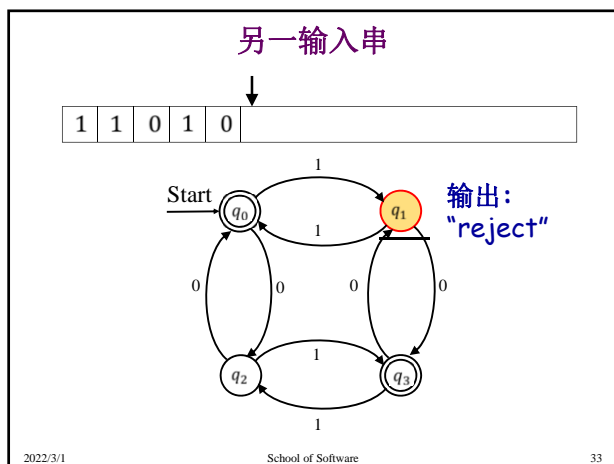 另一输入串
1 1 0 1 0
1
Start
q0
q1
输出：
“reject”
1
0
0
0
0
1
q2
q3
1
2022/3/1
School of Software
33